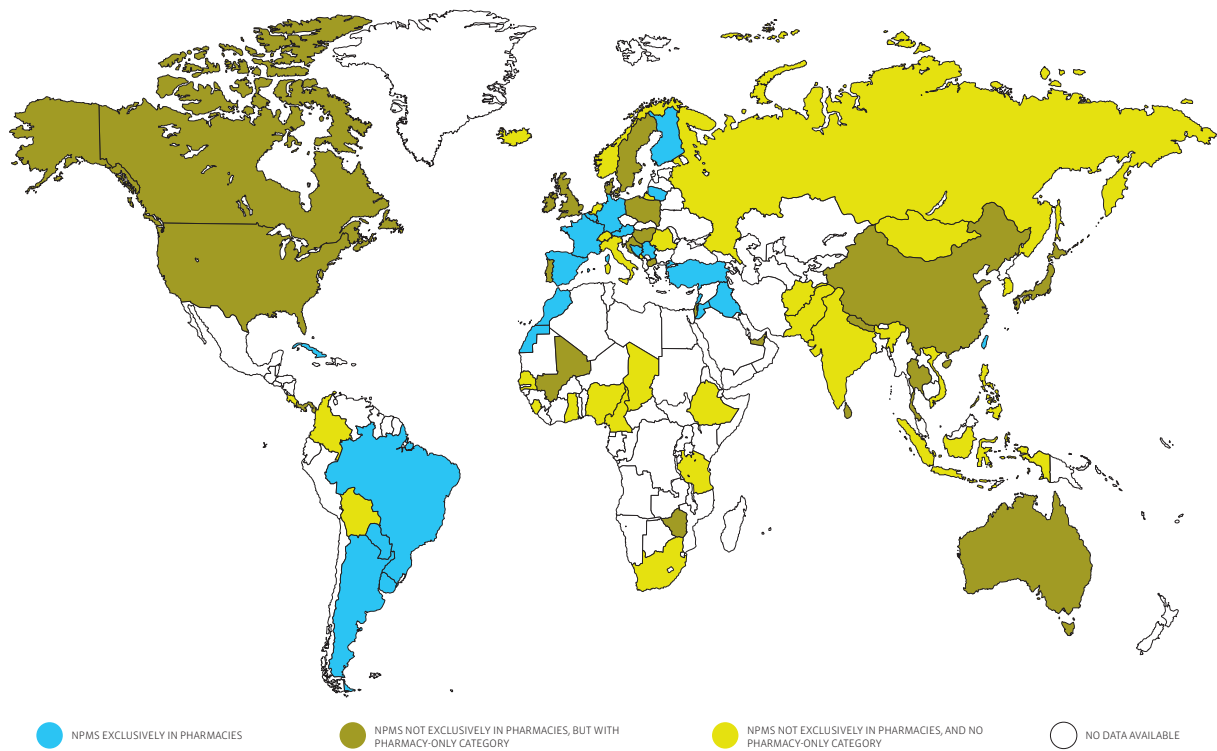 NPMS EXCLUSIVELY IN PHARMACIES
NPMS NOT EXCLUSIVELY IN PHARMACIES, BUT WITH
PHARMACY-ONLY CATEGORY
NPMS NOT EXCLUSIVELY IN PHARMACIES, AND NO
PHARMACY-ONLY CATEGORY
NO DATA AVAILABLE